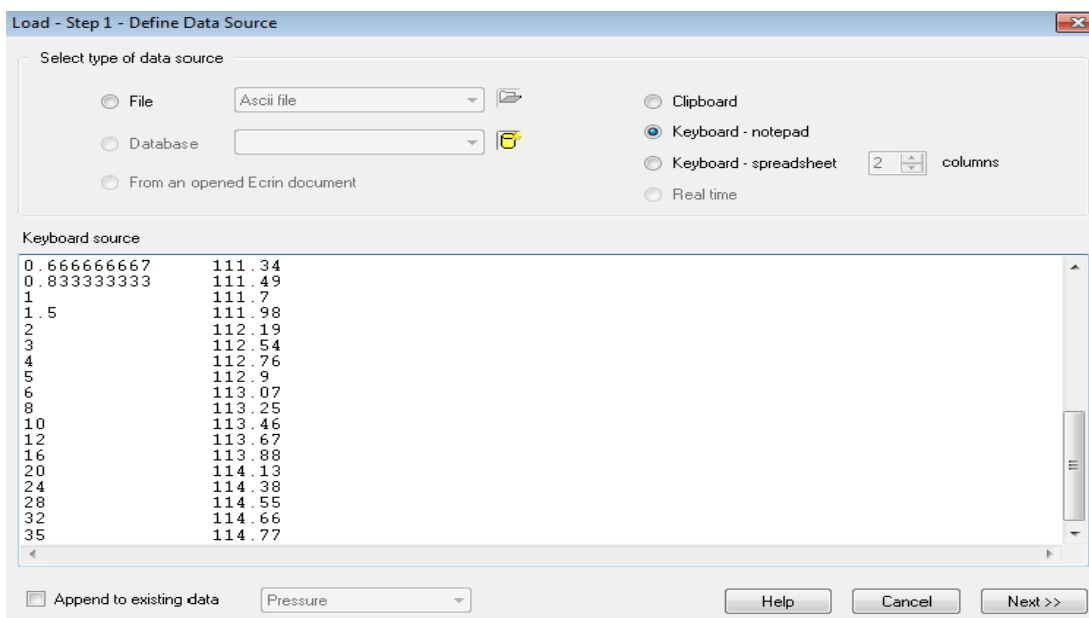 Load - Step 1 - Define Data Source
Select type of data source
File
Ascii file
Database
From an opened Ecrin document
Clipboard
Keyboard - notepad
Keyboard - spreadsheet 2 columns
Real time
Keyboard source
0.666666667 111.34
0.833333333 111.49
1 111.7
1.5 111.98
2 112.19
3 112.54
4 112.76
5 112.9
6 113.07
8 113.25
10 113.46
12 113.67
16 113.88
20 114.13
24 114.38
28 114.55
32 114.66
35 114.77
Append to existing data Pressure Help Cancel Next >>